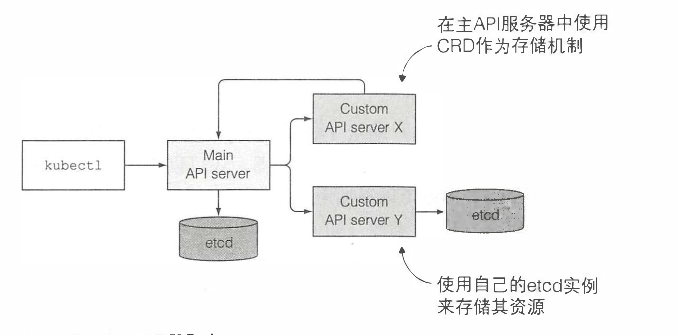 在主API服务器中使用
CRD作为存储机制
Custom
API server X
kubectl
Main
API server
Custom
API server Y
etcd
etcd
使用自己的etcd实例
来存储其资源